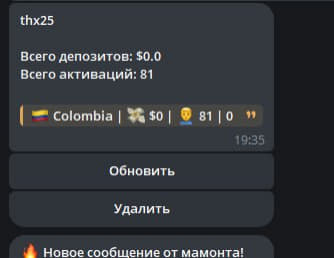 thx25
Всего депозитов: $0.0
Всего активаций: 81
🇨🇴 Colombia | 💸 $0 | 👨‍💼 81 | 0
19:35
Обновить
Удалить
🔥 Новое сообщение от мамонта!